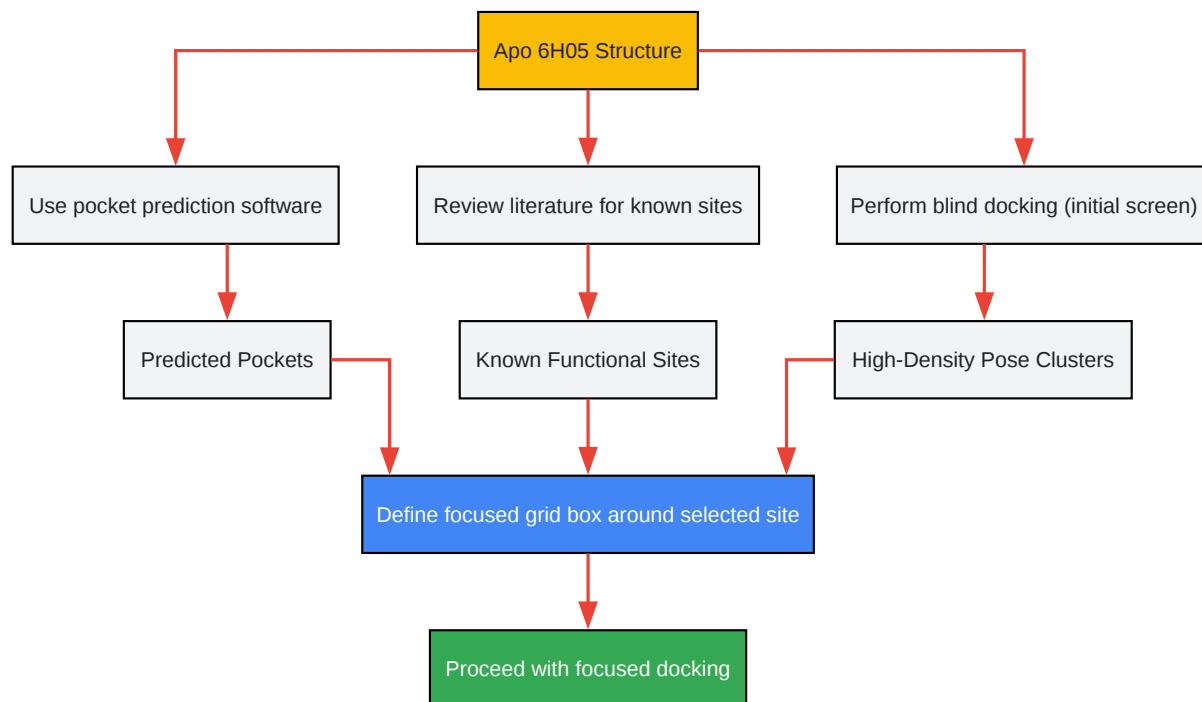 Apo 6H05 Structure
Use pocket prediction software
Review literature for known sites
Perform blind docking (initial screen)
Predicted Pockets
Known Functional Sites
High-Density Pose Clusters
Define focused grid box around selected site
Proceed with focused docking